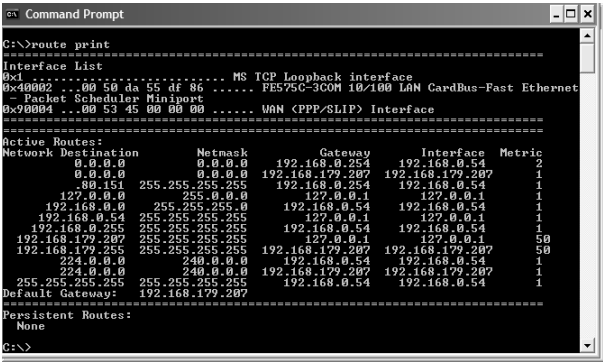 Command Prompt
C:\>route print
===========================================================================
Interface List
0x1 ........................... MS TCP Loopback interface
0x40002 ...00 50 da 55 df 86 ...... FE575C-3COM 10/100 LAN CardBus-Fast Ethernet
- Packet Scheduler Miniport
0x90004 ...00 53 45 00 00 00 ...... WAN (PPP/SLIP) Interface
===========================================================================
===========================================================================
Active Routes:
Network Destination Netmask Gateway Interface Metric
0.0.0.0 0.0.0.0 192.168.0.254 192.168.0.54 2
0.0.0.0 0.0.0.0 192.168.179.207 192.168.179.207 1
.80.151 255.255.255.255 192.168.0.254 192.168.0.54 1
127.0.0.0 255.0.0.0 127.0.0.1 127.0.0.1 1
192.168.0.0 255.255.255.0 192.168.0.54 192.168.0.54 1
192.168.0.54 255.255.255.255 127.0.0.1 127.0.0.1 1
192.168.0.255 255.255.255.255 192.168.0.54 192.168.0.54 1
192.168.179.207 255.255.255.255 127.0.0.1 127.0.0.1 50
192.168.179.255 255.255.255.255 192.168.179.207 192.168.179.207 50
224.0.0.0 240.0.0.0 192.168.0.54 192.168.0.54 1
224.0.0.0 240.0.0.0 192.168.179.207 192.168.179.207 1
255.255.255.255 255.255.255.255 192.168.0.54 192.168.0.54 1
Default Gateway: 192.168.179.207
===========================================================================
Persistent Routes:
None
C:\>